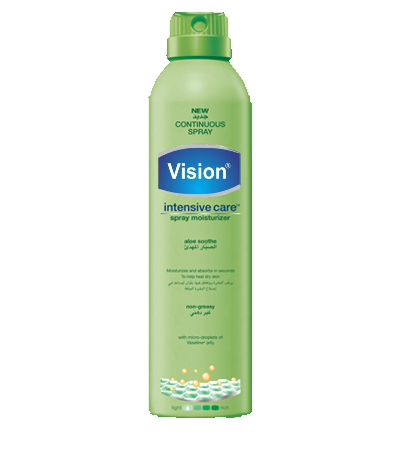 NEW
جديد
CONTINUOUS
SPRAY
Vision®
intensive care™
spray moisturizer
aloe soothe
الصبار المهدئ
Moisturizes and absorbs in seconds
To help heal dry skin
non-greasy
غير دهني
with micro-droplets of
Vaseline® jelly
light rich